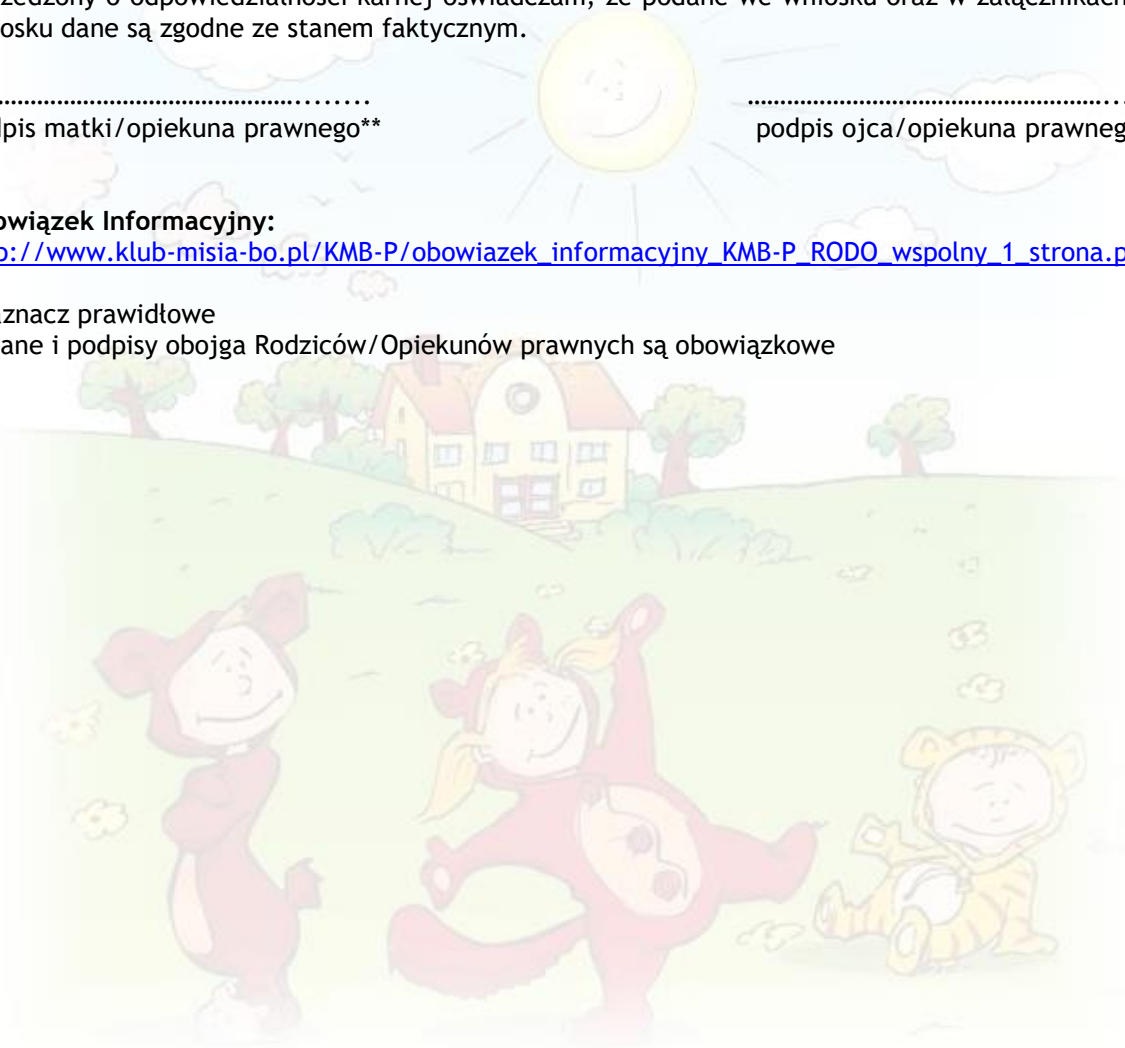 zedzony o odpowiedzialności karnej oświadczam, że podane we wniosku oraz w załącznikach
osku dane są zgodne ze stanem faktycznym.
……………………………………………........ ………………………………………………...
pis matki/opiekuna prawnego** podpis ojca/opiekuna prawneg
owiązek Informacyjny:
p://www.klub-misia-bo.pl/KMB-P/obowiazek_informacyjny_KMB-P_RODO_wspolny_1_strona.p
znacz prawidłowe
ane i podpisy obojga Rodziców/Opiekunów prawnych są obowiązkowe